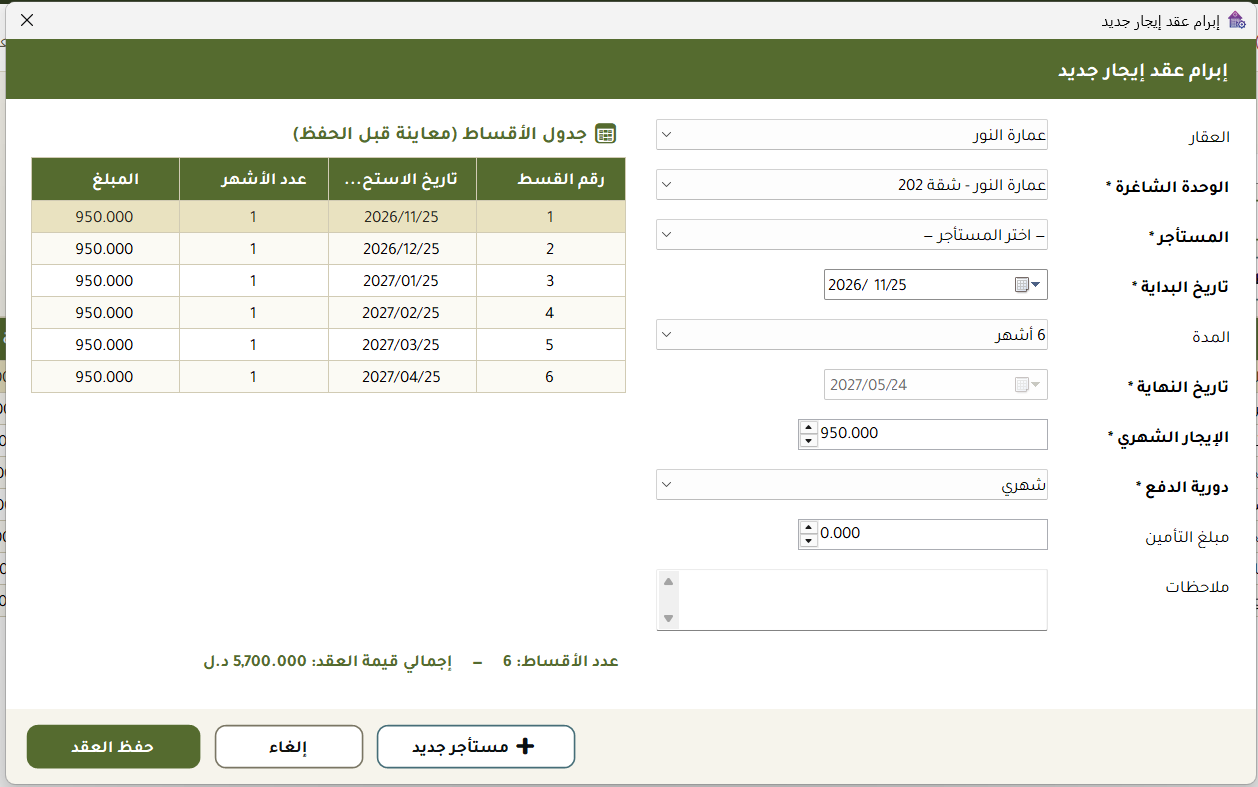 إبرام عقد إيجار جديد
إبرام عقد إيجار جديد
العقار
عمارة النور
الوحدة الشاغرة *
عمارة النور - شقة 202
المستأجر *
– اختر المستأجر –
تاريخ البداية *
2026/ 11/25
المدة
6 أشهر
تاريخ النهاية *
2027/05/24
الإيجار الشهري *
950.000
دورية الدفع *
شهري
مبلغ التأمين
0.000
ملاحظات
جدول الأقساط (معاينة قبل الحفظ)
رقم القسط تاريخ الاستح... عدد الأشهر المبلغ
1 2026/11/25 1 950.000
2 2026/12/25 1 950.000
3 2027/01/25 1 950.000
4 2027/02/25 1 950.000
5 2027/03/25 1 950.000
6 2027/04/25 1 950.000
عدد الأقساط: 6 – إجمالي قيمة العقد: 5,700.000 د.ل
مستأجر جديد إلغاء حفظ العقد